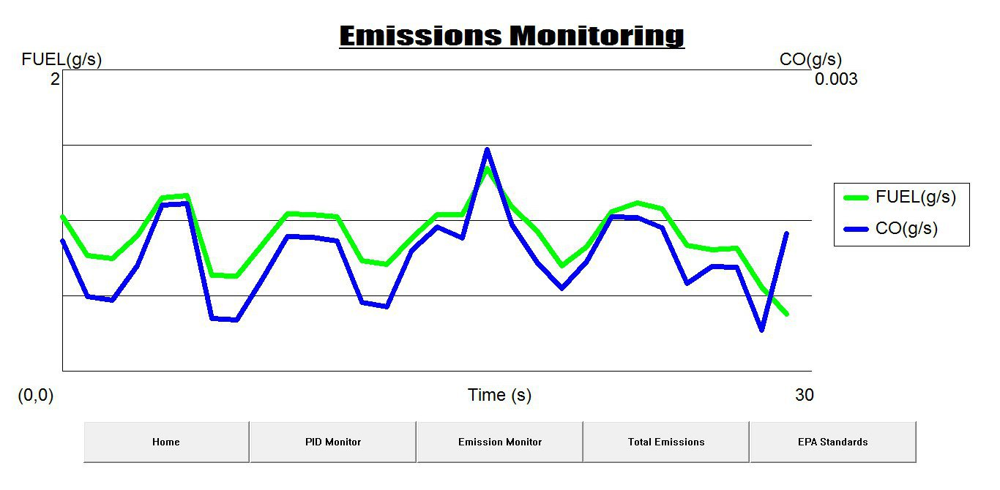 Emissions Monitoring
FUEL(g/s)
CO(g/s)
2
0.003
FUEL(g/s)
CO(g/s)
(0,0)
Time (s)
30
Home
PID Monitor
Emission Monitor
Total Emissions
EPA Standards